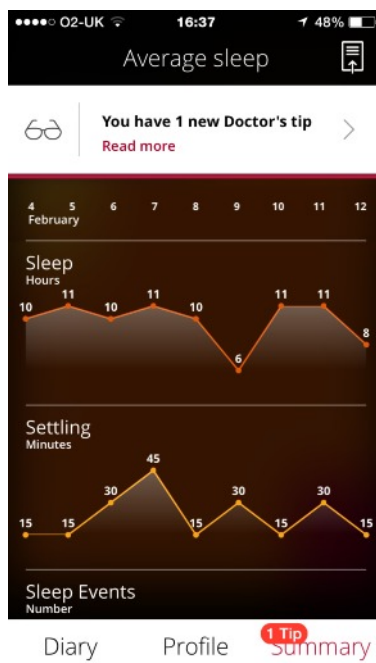 O2-UK 16:37 48%
Average sleep
You have 1 new Doctor's tip
Read more
4 5 6 7 8 9 10 11 12
February
Sleep
Hours
10 11 10 11 10 6 11 11 8
Settling
Minutes
15 15 30 45 15 30 15 30 15
Sleep Events
Number
1 Tip
Diary Profile Summary